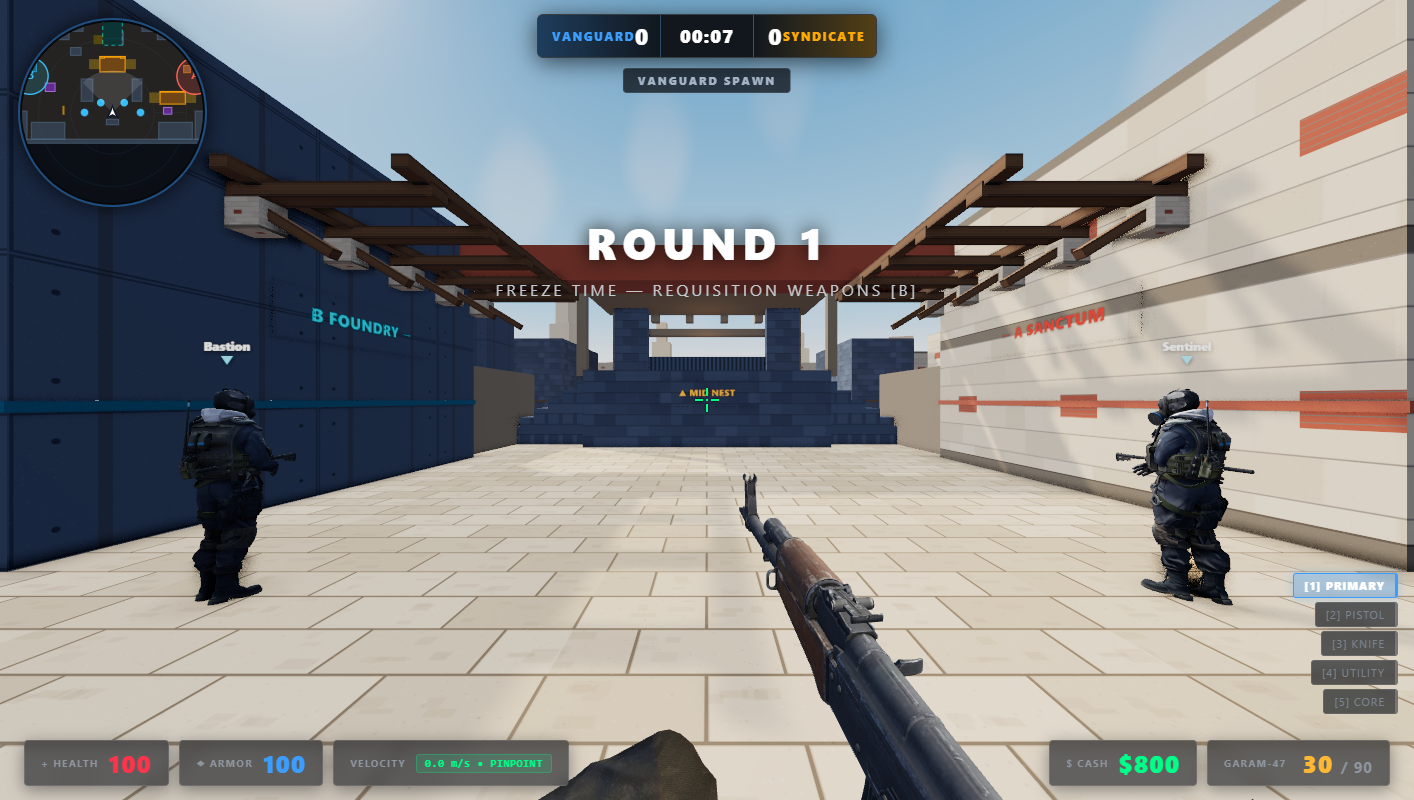 VANGUARD 0
00:07
0 SYNDICATE
VANGUARD SPAWN
ROUND 1
FREEZE TIME — REQUISITION WEAPONS [B]
B FOUNDRY →
← A SANCTUM
Bastion
Sentinel
▲ MID NEST
[1] PRIMARY
[2] PISTOL
[3] KNIFE
[4] UTILITY
[5] CORE
+ HEALTH 100
◆ ARMOR 100
VELOCITY 0.0 m/s • PINPOINT
$ CASH $800
GARAM-47 30 / 90